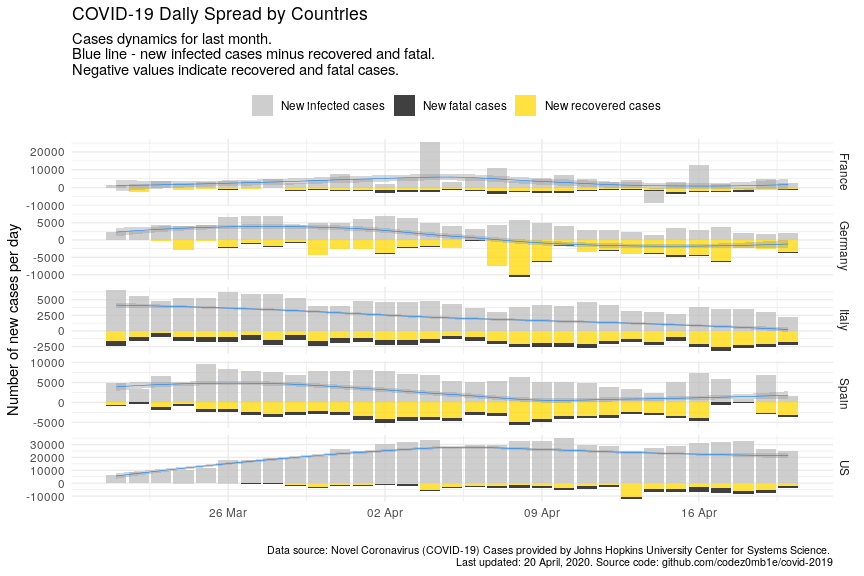 COVID-19 Daily Spread by Countries
Cases dynamics for last month.
Blue line - new infected cases minus recovered and fatal.
Negative values indicate recovered and fatal cases.
New infected cases New fatal cases New recovered cases
Number of new cases per day
20000
10000
0
-10000
France
5000
0
-5000
-10000
Germany
5000
2500
0
-2500
Italy
10000
5000
0
-5000
Spain
30000
20000
10000
0
-10000
US
26 Mar 02 Apr 09 Apr 16 Apr
Data source: Novel Coronavirus (COVID-19) Cases provided by Johns Hopkins University Center for Systems Science.
Last updated: 20 April, 2020. Source code: github.com/codez0mb1e/covid-2019